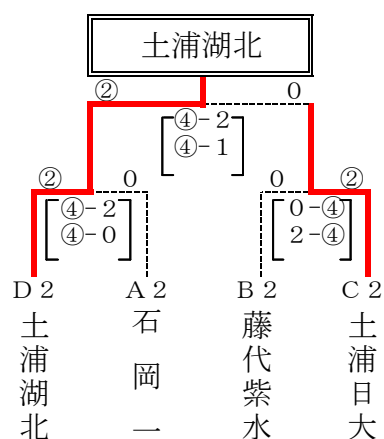 土浦湖北
② 0
④-2
④-1
② 0 0 ②
④-2 0-④
④-0 2-④
D2 A2 B2 C2
土浦湖北
石岡一
藤代紫水
土浦日大